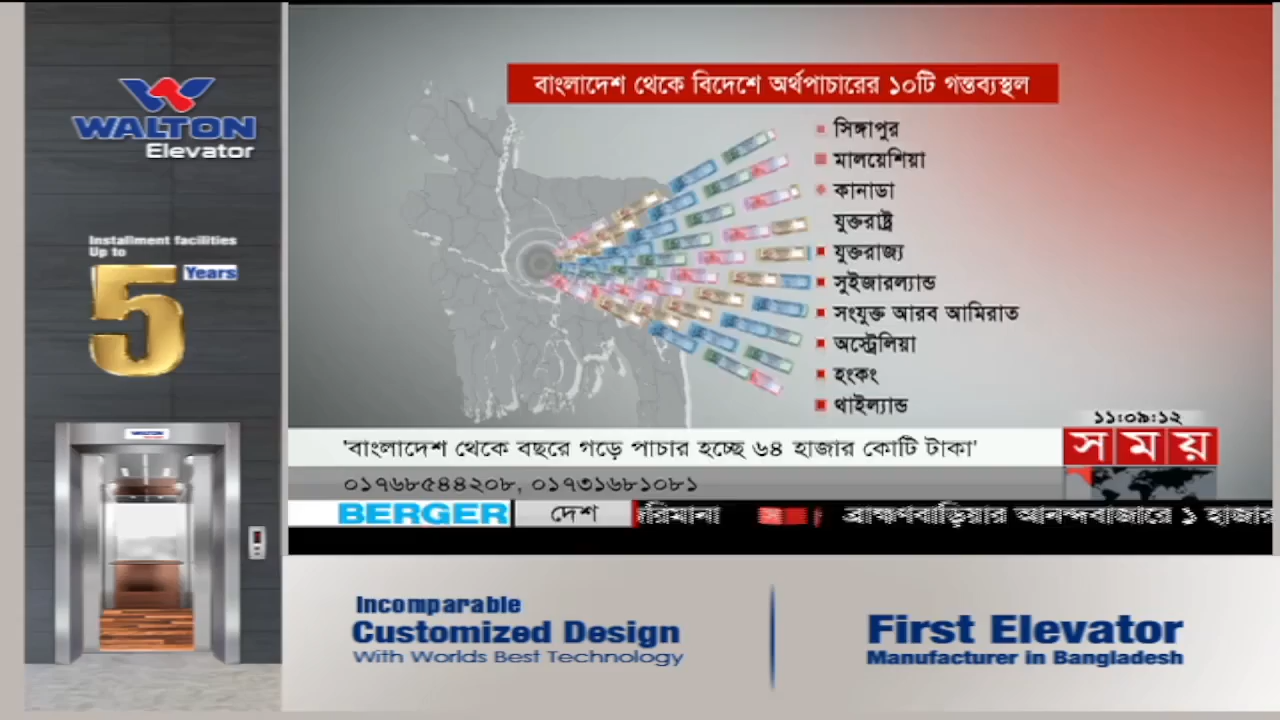 WALTON
Elevator
Installment facilities
Up to
5 Years
বাংলাদেশ থেকে বিদেশে অর্থপাচারের ১০টি গন্তব্যস্থল
সিঙ্গাপুর
মালয়েশিয়া
কানাডা
যুক্তরাষ্ট্র
যুক্তরাজ্য
সুইজারল্যান্ড
সংযুক্ত আরব আমিরাত
অস্ট্রেলিয়া
হংকং
থাইল্যান্ড
১১:০৯:১২
সময়
'বাংলাদেশ থেকে বছরে গড়ে পাচার হচ্ছে ৬৪ হাজার কোটি টাকা'
০১৭৬৮৫৪৪২০৮, ০১৭৩১৬৮১০৮১
BERGER দেশ ব্রাহ্মণবাড়িয়ার আনন্দবাজারে ১ হাজার
Incomparable
Customized Design
With Worlds Best Technology
First Elevator
Manufacturer in Bangladesh